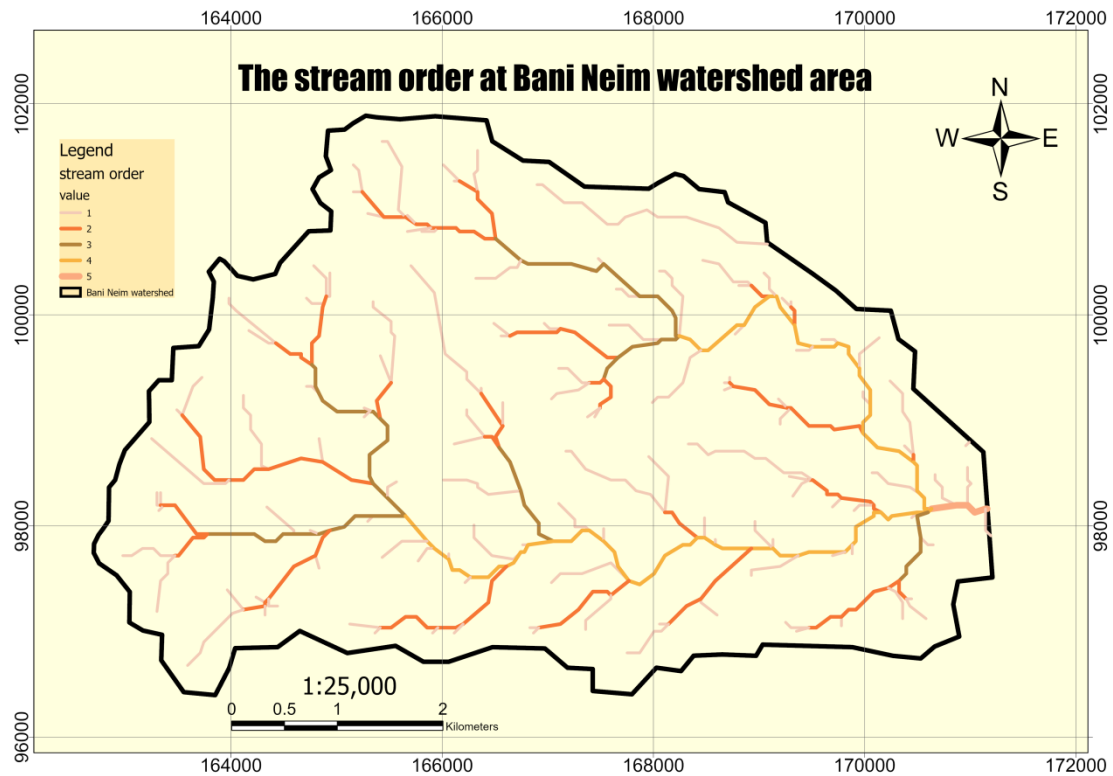 164000 166000 168000 170000 172000
The stream order at Bani Neim watershed area
102000 102000
N
W E
S
Legend
stream order
value
1
2
3
4
5
Bani Neim watershed
100000 100000
98000 98000
1:25,000
0 0.5 1 2
Kilometers
96000 96000
164000 166000 168000 170000 172000